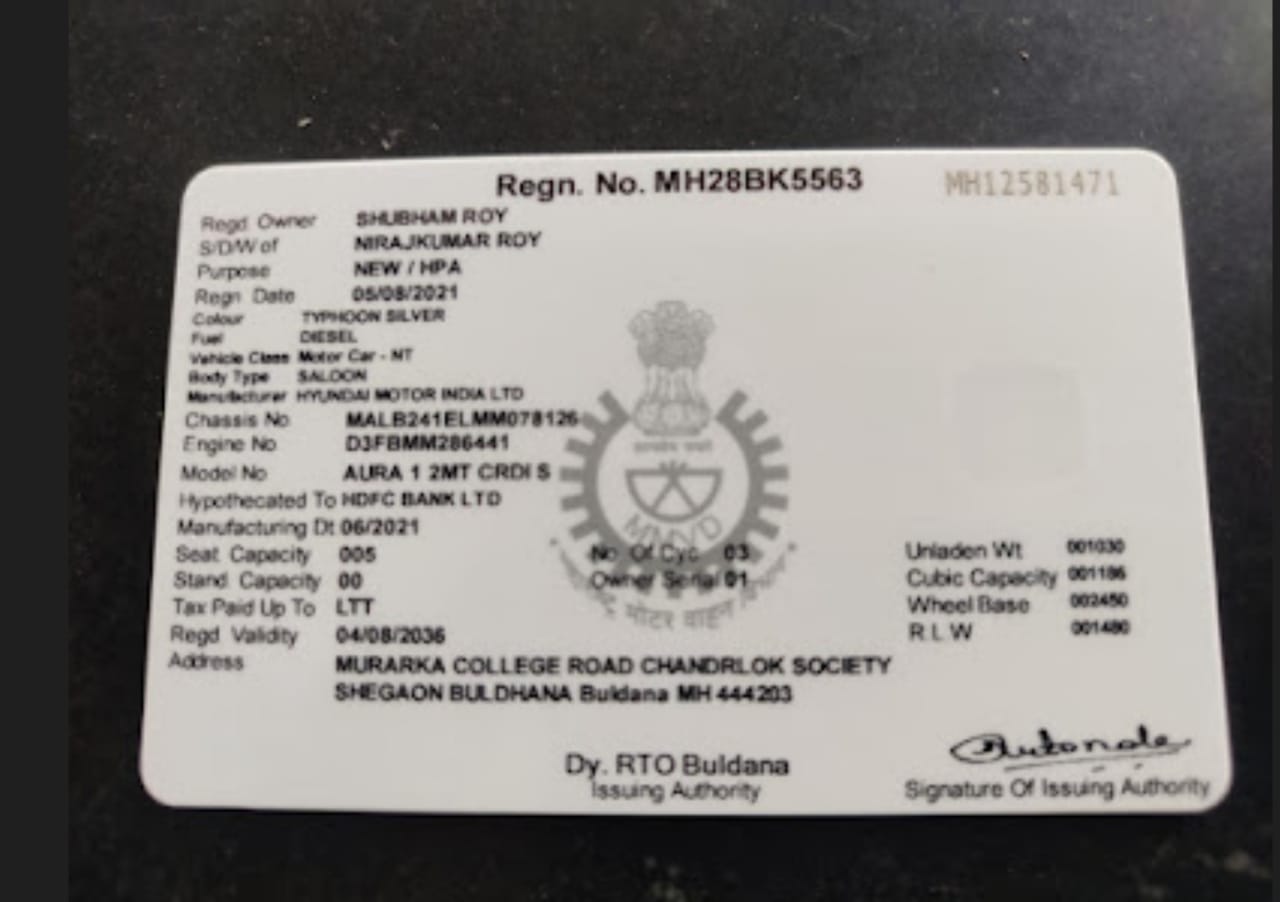 Regn. No. MH28BK5563 MH12581471
Regd Owner SHUBHAM ROY
S/D/W of NIRAJKUMAR ROY
Purpose NEW / HPA
Regn Date 05/08/2021
Colour TYPHOON SILVER
Fuel DIESEL
Vehicle Class Motor Car - NT
Body Type SALOON
Manufacturer HYUNDAI MOTOR INDIA LTD
Chassis No MALB241ELMM078126
Engine No D3FBMM286441
Model No AURA 1 2MT CRDI S
Hypothecated To HDFC BANK LTD
Manufacturing Dt 06/2021
Seat Capacity 005 No Of Cyc 03 Unladen Wt 001030
Stand Capacity 00 Owner Serial 01 Cubic Capacity 001186
Tax Paid Up To LTT Wheel Base 002450
मोटर वाहन
Regd Validity 04/08/2036 R L W 001480
Address MURARKA COLLEGE ROAD CHANDRLOK SOCIETY
SHEGAON BULDHANA Buldana MH 444203
MMVD
Dy. RTO Buldana
Issuing Authority
Signature Of Issuing Authority